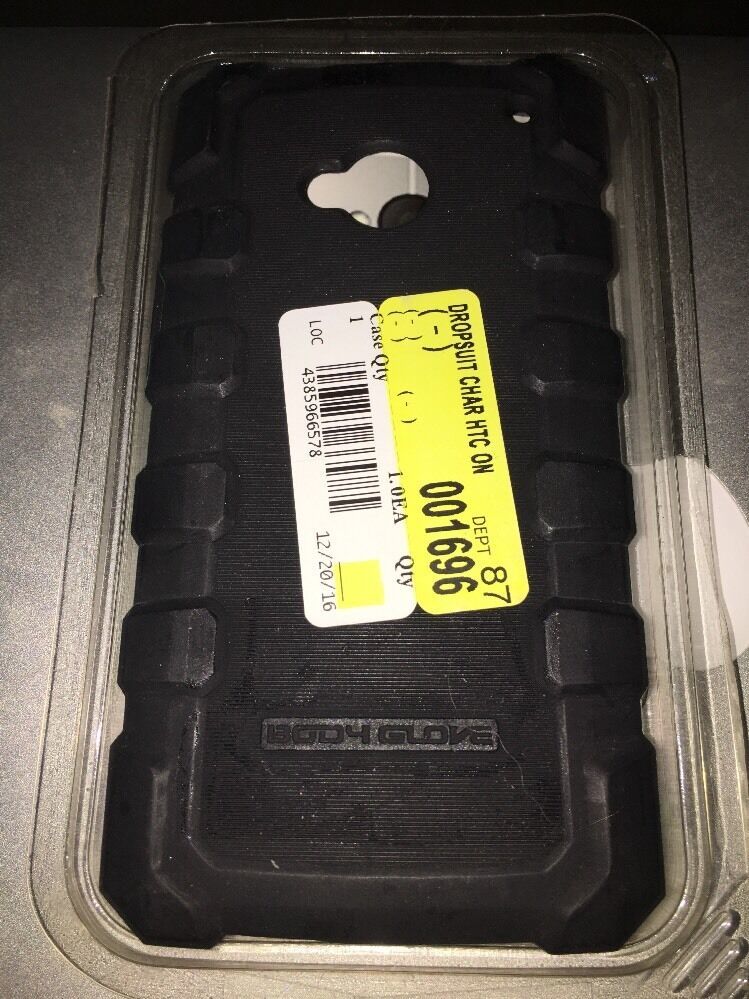 DROPSUIT CHAR HTC ON
(-)
{-}
(-)
DEPT 87
001696
Case Qty
1.0EA
Qty
1
4385966578
LOC
12/20/16
BODY GLOVE